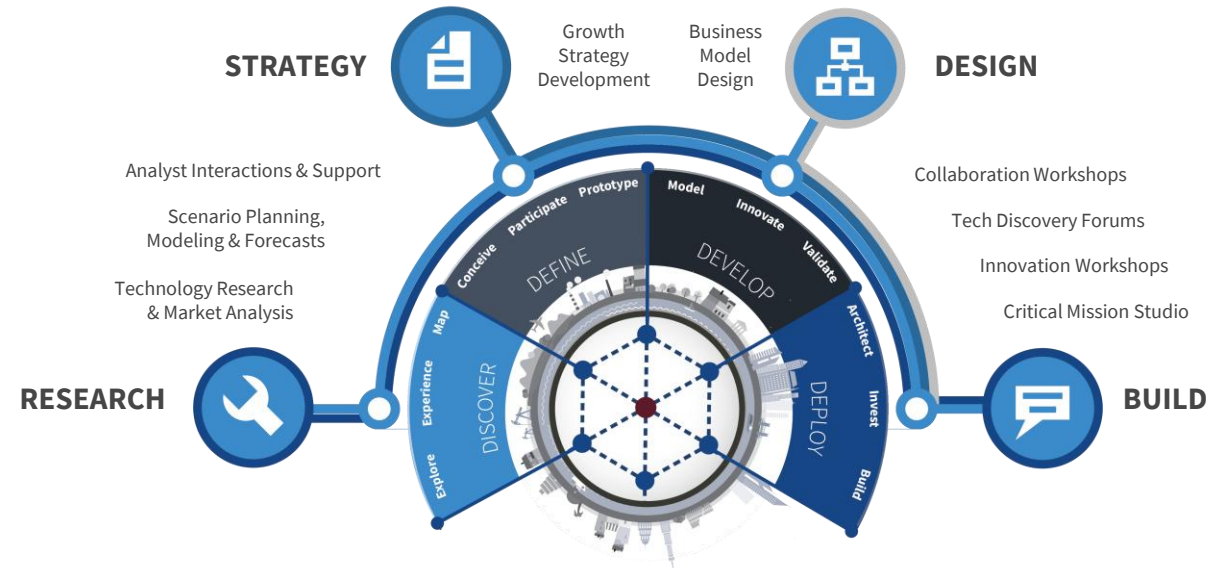 STRATEGY
Growth
Strategy
Development
Business
Model
Design
DESIGN
Analyst Interactions & Support
Scenario Planning,
Modeling & Forecasts
Technology Research
& Market Analysis
RESEARCH
Collaboration Workshops
Tech Discovery Forums
Innovation Workshops
Critical Mission Studio
BUILD
Explore
Experience
Map
DISCOVER
Conceive
Participate
Prototype
DEFINE
Model
Innovate
Validate
DEVELOP
Architect
Invest
Build
DEPLOY